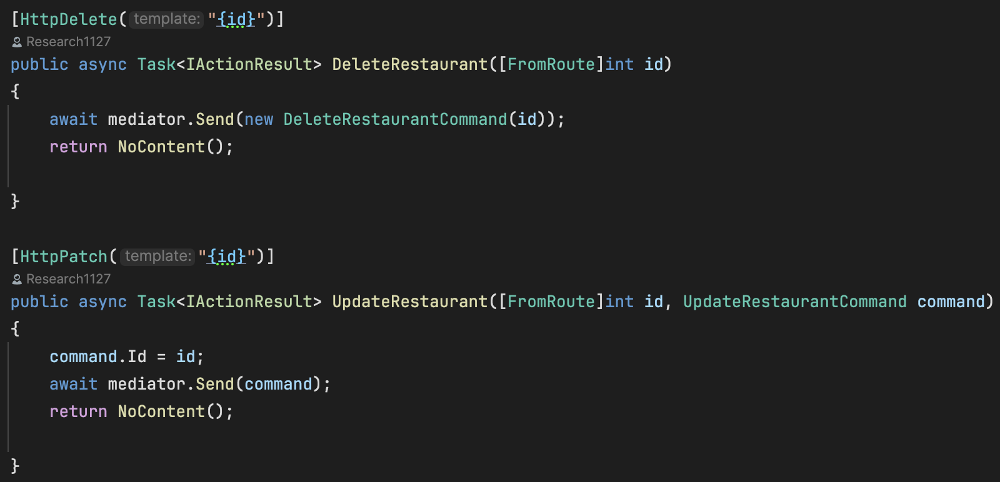 [HttpDelete( template: "{id}")]
Research1127
public async Task<IActionResult> DeleteRestaurant([FromRoute]int id)
{
    await mediator.Send(new DeleteRestaurantCommand(id));
    return NoContent();
}
[HttpPatch( template: "{id}")]
Research1127
public async Task<IActionResult> UpdateRestaurant([FromRoute]int id, UpdateRestaurantCommand command)
{
    command.Id = id;
    await mediator.Send(command);
    return NoContent();
}